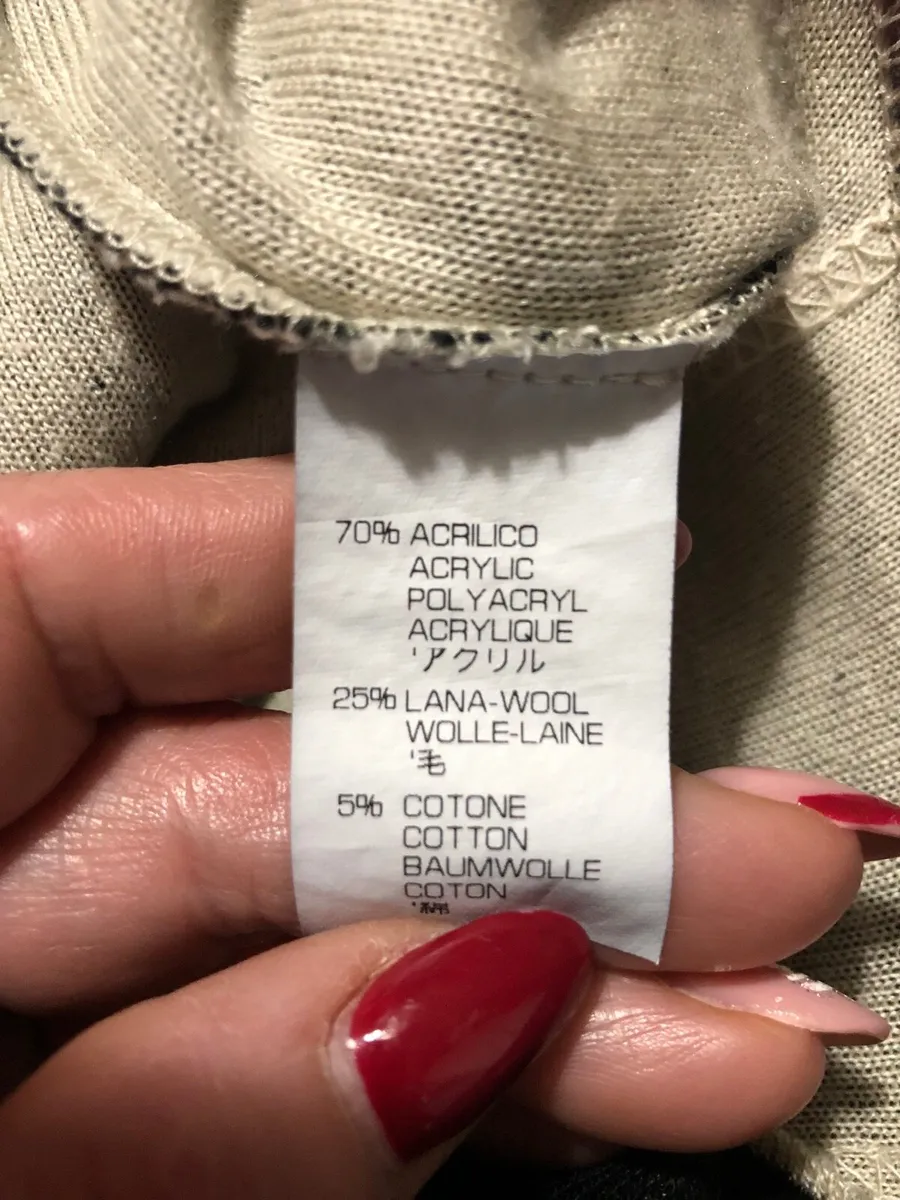 70% ACRILICO
ACRYLIC
POLYACRYL
ACRYLIQUE
'アクリル
25% LANA-WOOL
WOLLE-LAINE
'毛
5% COTONE
COTTON
BAUMWOLLE
COTON
'綿